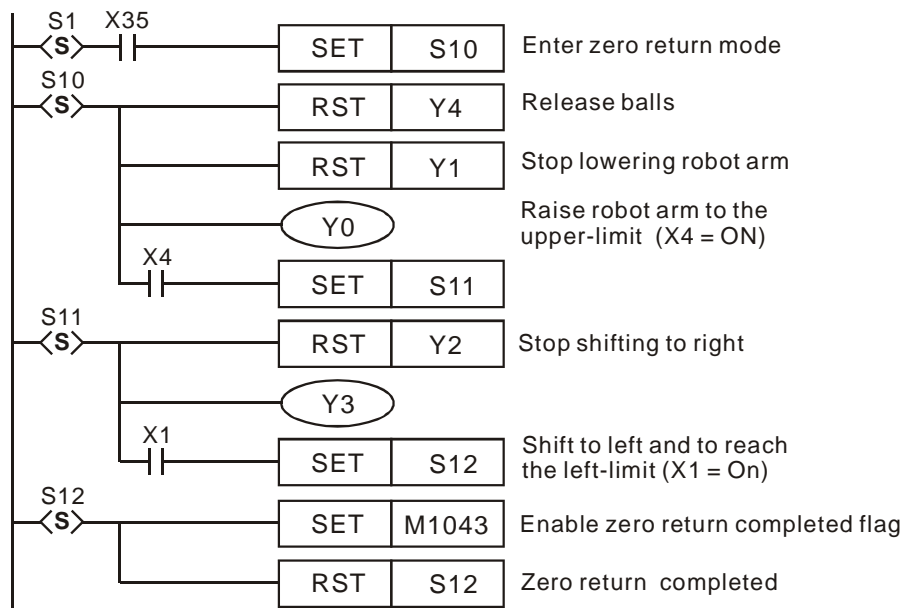 S1 X35
S
SET S10 Enter zero return mode
S10
S
RST Y4 Release balls
RST Y1 Stop lowering robot arm
Y0 Raise robot arm to the
upper-limit (X4 = ON)
X4
SET S11
S11
S
RST Y2 Stop shifting to right
Y3
X1
SET S12 Shift to left and to reach
the left-limit (X1 = On)
S12
S
SET M1043 Enable zero return completed flag
RST S12 Zero return completed